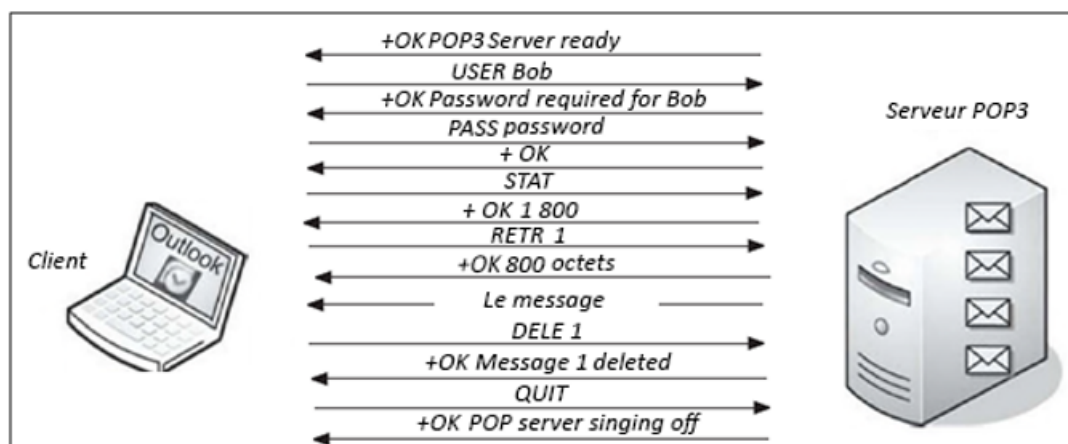 +OK POP3 Server ready
USER Bob
+OK Password required for Bob
Serveur POP3
PASS password
+ OK
STAT
+ OK 1 800
Outlook
RETR 1
Client
+OK 800 octets
Le message
DELE 1
+OK Message 1 deleted
QUIT
+OK POP server singing off